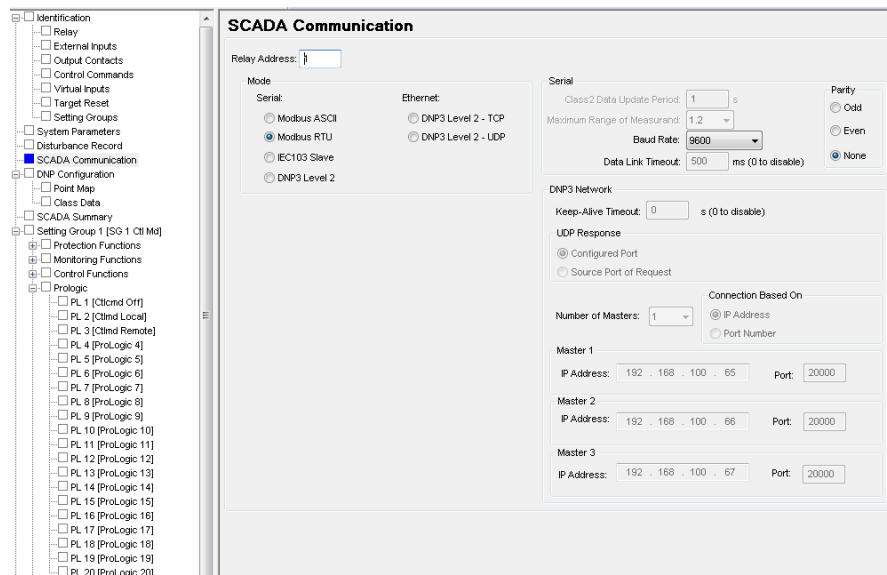 Identification
Relay
External Inputs
Output Contacts
Control Commands
Virtual Inputs
Target Reset
Setting Groups
System Parameters
Disturbance Record
SCADA Communication
DNP Configuration
Point Map
Class Data
SCADA Summary
Setting Group 1 [SG 1 Ctl Md]
Protection Functions
Monitoring Functions
Control Functions
Prologic
PL 1 [Ctlcmd Off]
PL 2 [Ctlmd Local]
PL 3 [Ctlmd Remote]
PL 4 [ProLogic 4]
PL 5 [ProLogic 5]
PL 6 [ProLogic 6]
PL 7 [ProLogic 7]
PL 8 [ProLogic 8]
PL 9 [ProLogic 9]
PL 10 [ProLogic 10]
PL 11 [ProLogic 11]
PL 12 [ProLogic 12]
PL 13 [ProLogic 13]
PL 14 [ProLogic 14]
PL 15 [ProLogic 15]
PL 16 [ProLogic 16]
PL 17 [ProLogic 17]
PL 18 [ProLogic 18]
PL 19 [ProLogic 19]
PL 20 [ProLogic 20]
SCADA Communication
Relay Address: 1
Mode
Serial:
Modbus ASCII
Modbus RTU
IEC103 Slave
DNP3 Level 2
Ethernet:
DNP3 Level 2 - TCP
DNP3 Level 2 - UDP
Serial
Class2 Data Update Period: 1 s
Maximum Range of Measurand: 1.2
Baud Rate: 9600
Data Link Timeout: 500 ms (0 to disable)
Parity
Odd
Even
None
DNP3 Network
Keep-Alive Timeout: 0 s (0 to disable)
UDP Response
Configured Port
Source Port of Request
Number of Masters: 1
Connection Based On
IP Address
Port Number
Master 1
IP Address: 192 . 168 . 100 . 65 Port: 20000
Master 2
IP Address: 192 . 168 . 100 . 66 Port: 20000
Master 3
IP Address: 192 . 168 . 100 . 67 Port: 20000